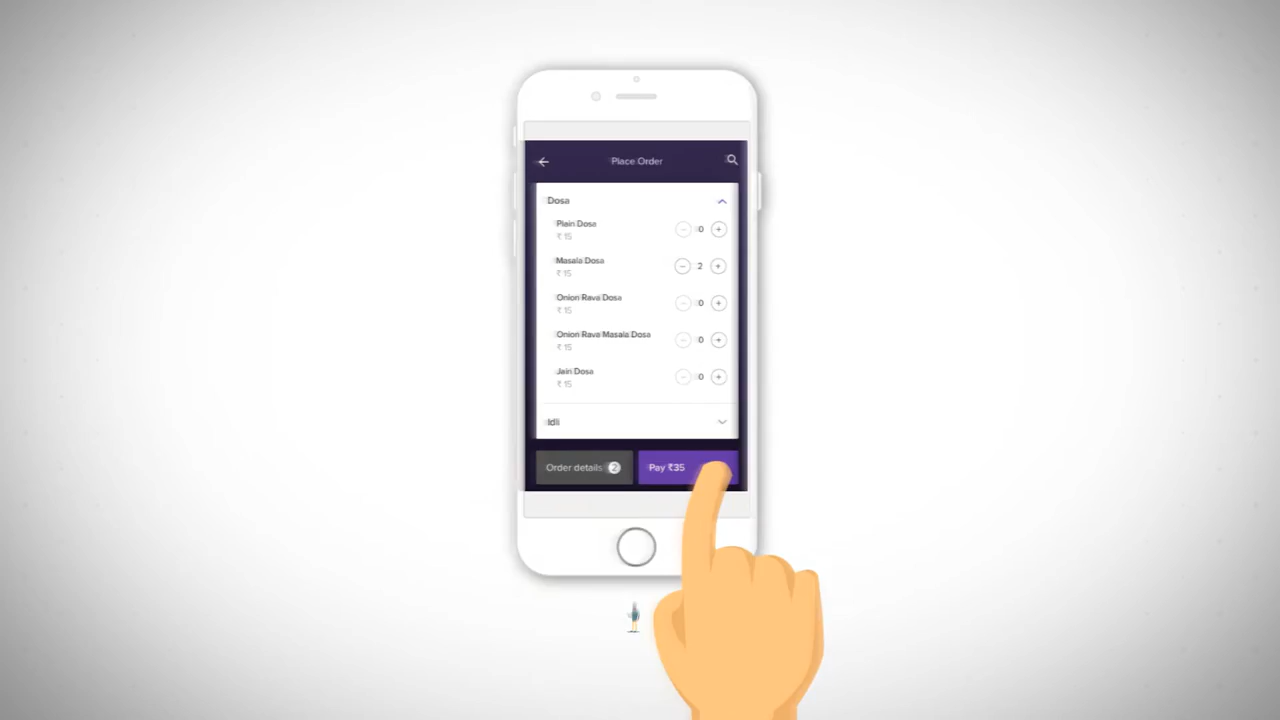 Place Order
Dosa
Plain Dosa
₹ 15
0
Masala Dosa
₹ 15
2
Onion Rava Dosa
₹ 15
0
Onion Rava Masala Dosa
₹ 15
0
Jain Dosa
₹ 15
0
Idli
Order details 2
Pay ₹35